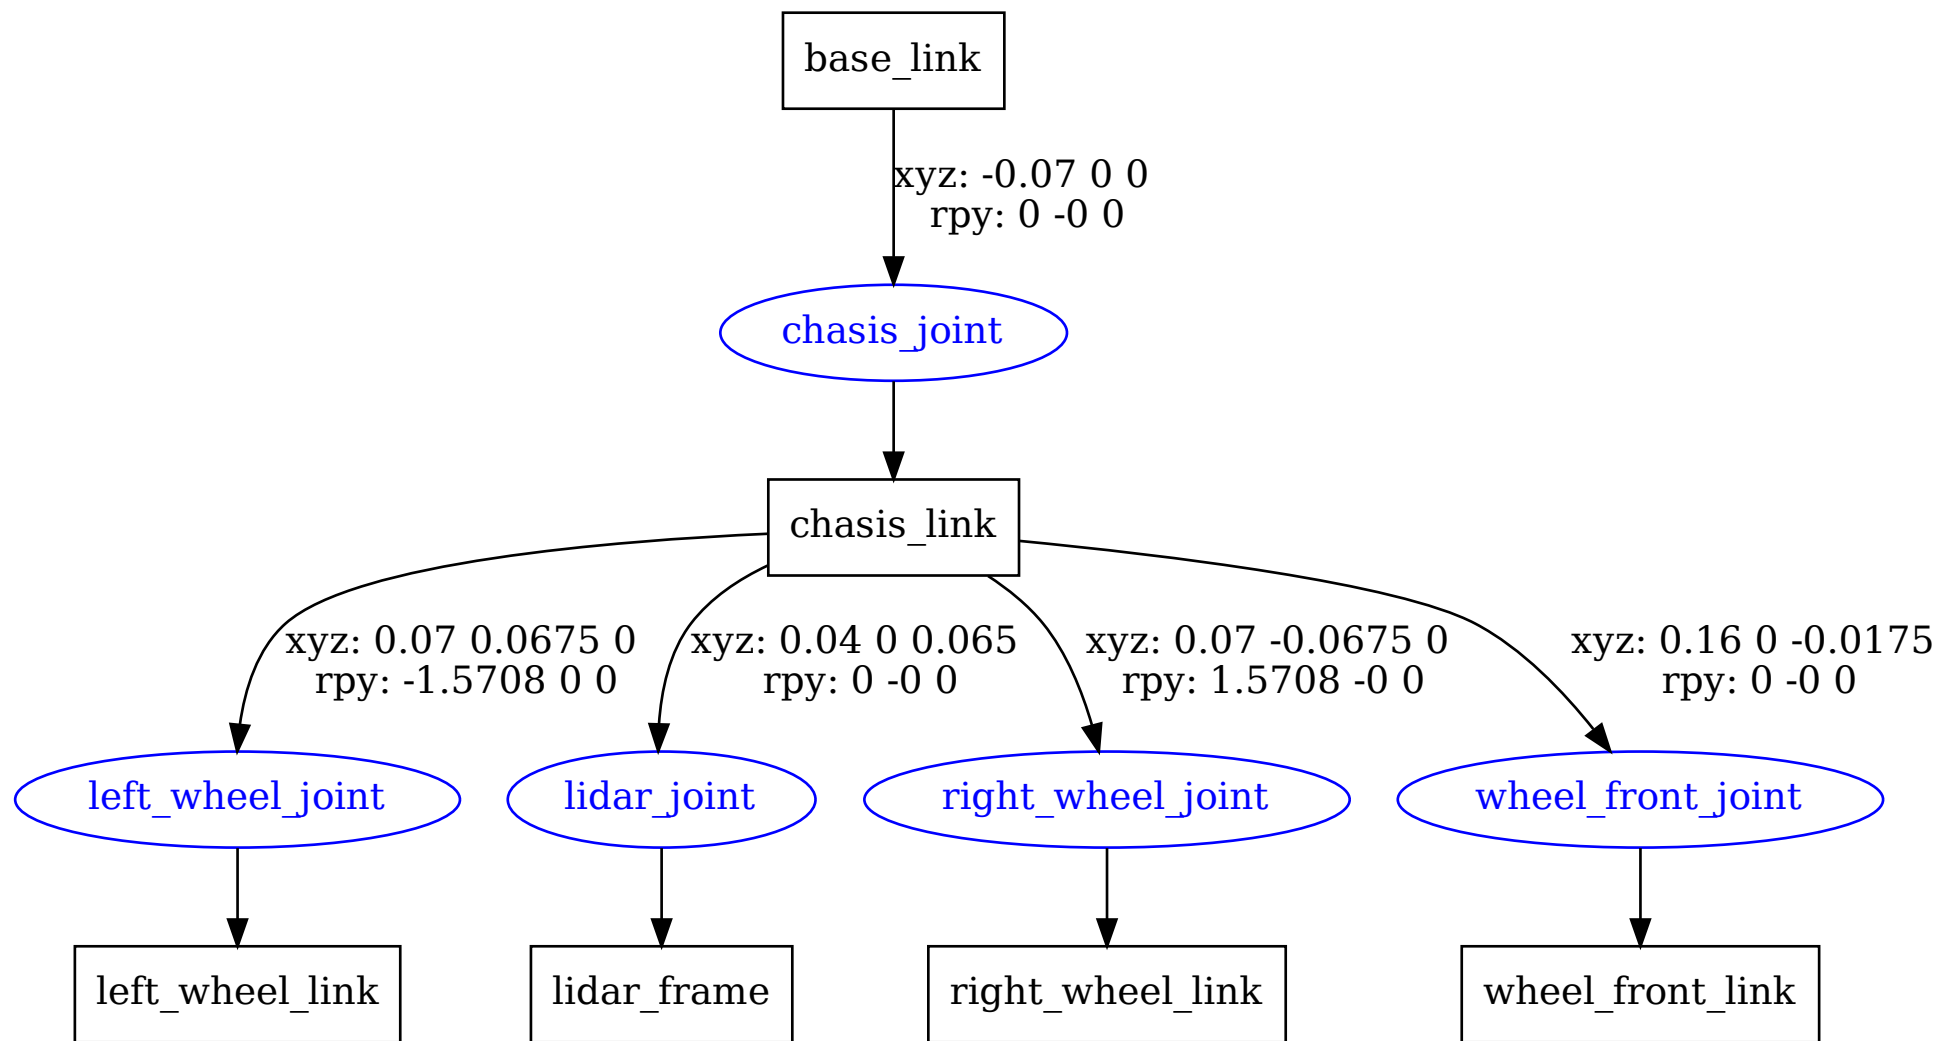 base_link
xyz: -0.07 0 0
rpy: 0 -0 0
chasis_joint
chasis_link
xyz: 0.07 0.0675 0
rpy: -1.5708 0 0
xyz: 0.04 0 0.065
rpy: 0 -0 0
xyz: 0.07 -0.0675 0
rpy: 1.5708 -0 0
xyz: 0.16 0 -0.0175
rpy: 0 -0 0
left_wheel_joint
lidar_joint
right_wheel_joint
wheel_front_joint
left_wheel_link
lidar_frame
right_wheel_link
wheel_front_link